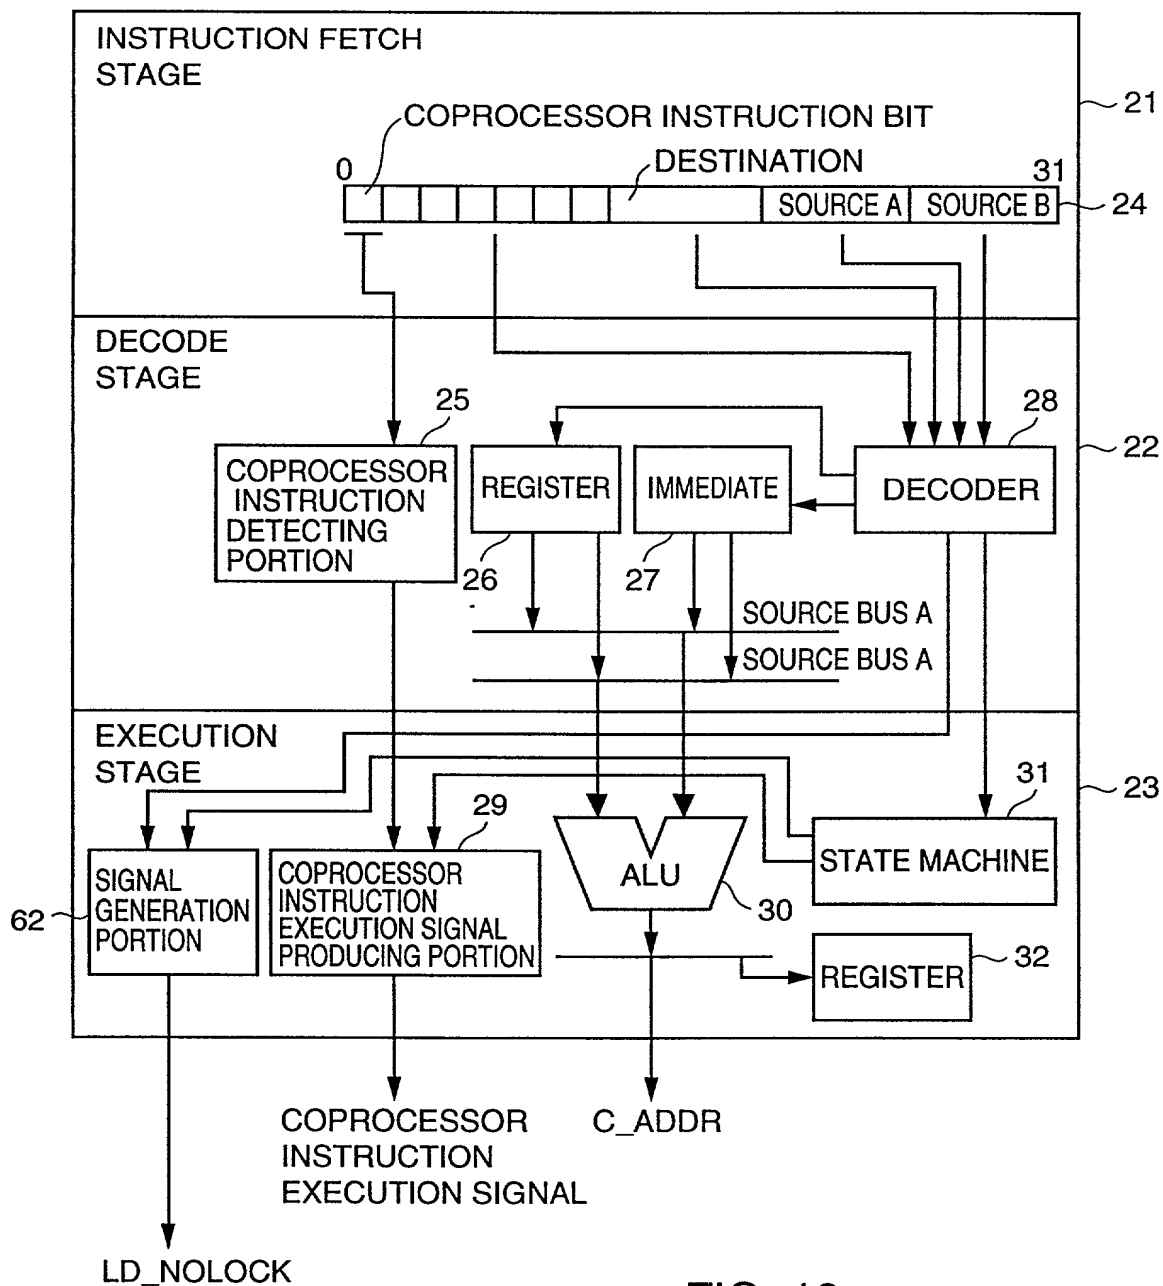 INSTRUCTION FETCH
STAGE
21
COPROCESSOR INSTRUCTION BIT
DESTINATION
0
31
SOURCE A
SOURCE B
24
DECODE
STAGE
25
28
22
COPROCESSOR
INSTRUCTION
DETECTING
PORTION
REGISTER
IMMEDIATE
DECODER
26
27
SOURCE BUS A
SOURCE BUS A
EXECUTION
STAGE
31
23
29
SIGNAL
GENERATION
PORTION
62
COPROCESSOR
INSTRUCTION
EXECUTION SIGNAL
PRODUCING PORTION
ALU
30
STATE MACHINE
REGISTER
32
COPROCESSOR
INSTRUCTION
EXECUTION SIGNAL
C_ADDR
LD_NOLOCK